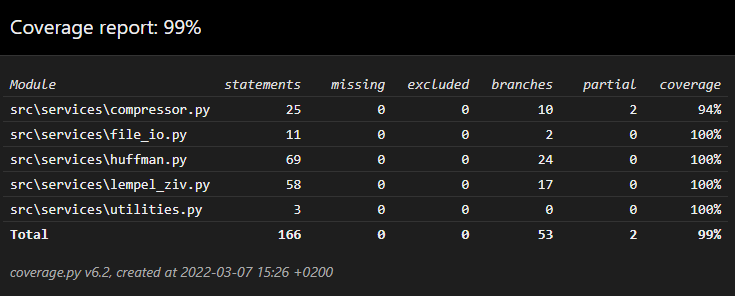 Coverage report: 99%
Module statements missing excluded branches partial coverage
src\services\compressor.py 25 0 0 10 2 94%
src\services\file_io.py 11 0 0 2 0 100%
src\services\huffman.py 69 0 0 24 0 100%
src\services\lempel_ziv.py 58 0 0 17 0 100%
src\services\utilities.py 3 0 0 0 0 100%
Total 166 0 0 53 2 99%
coverage.py v6.2, created at 2022-03-07 15:26 +0200